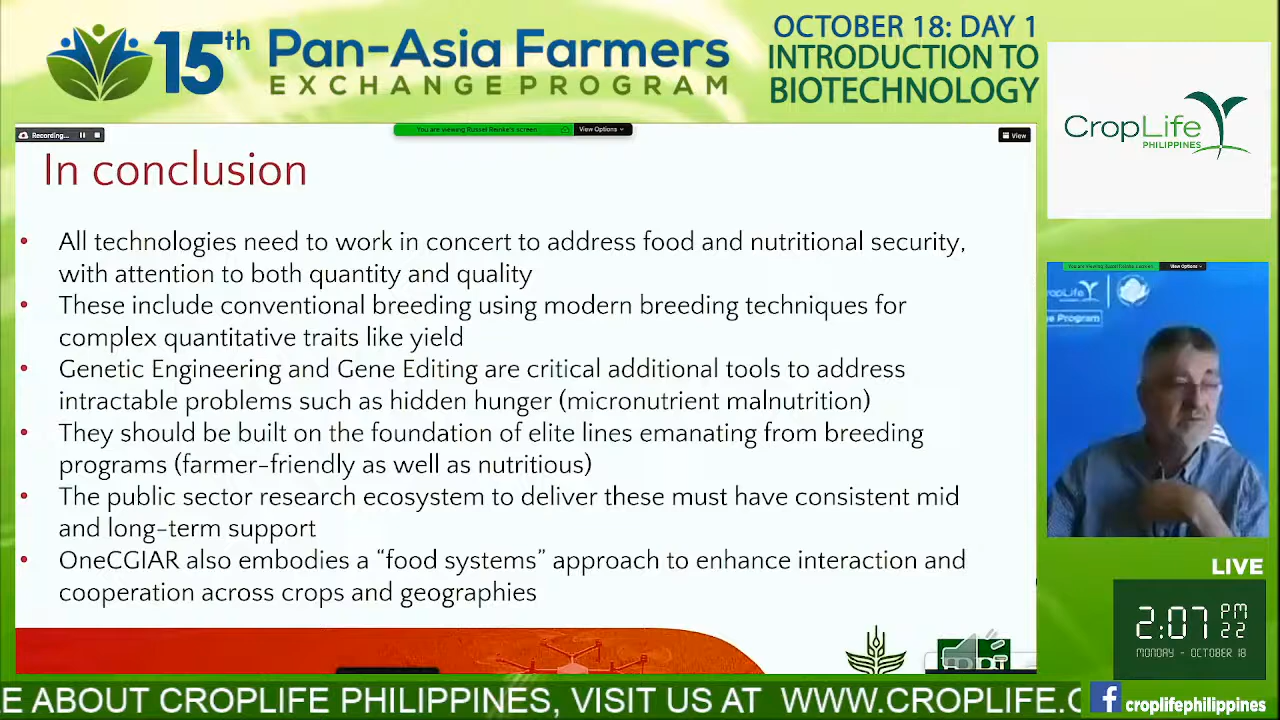 15th Pan-Asia Farmers
EXCHANGE PROGRAM
OCTOBER 18: DAY 1
INTRODUCTION TO
BIOTECHNOLOGY
CropLife
PHILIPPINES
Recording...
You are viewing Russel Reinke's screen
View Options
View
In conclusion
• All technologies need to work in concert to address food and nutritional security,
with attention to both quantity and quality
• These include conventional breeding using modern breeding techniques for
complex quantitative traits like yield
• Genetic Engineering and Gene Editing are critical additional tools to address
intractable problems such as hidden hunger (micronutrient malnutrition)
• They should be built on the foundation of elite lines emanating from breeding
programs (farmer-friendly as well as nutritious)
• The public sector research ecosystem to deliver these must have consistent mid
and long-term support
• OneCGIAR also embodies a “food systems” approach to enhance interaction and
cooperation across crops and geographies
View Options
opLife
e Program
LIVE
2:07 PM
22
MONDAY - OCTOBER 18
E ABOUT CROPLIFE PHILIPPINES, VISIT US AT WWW.CROPLIFE.
croplifephilippines